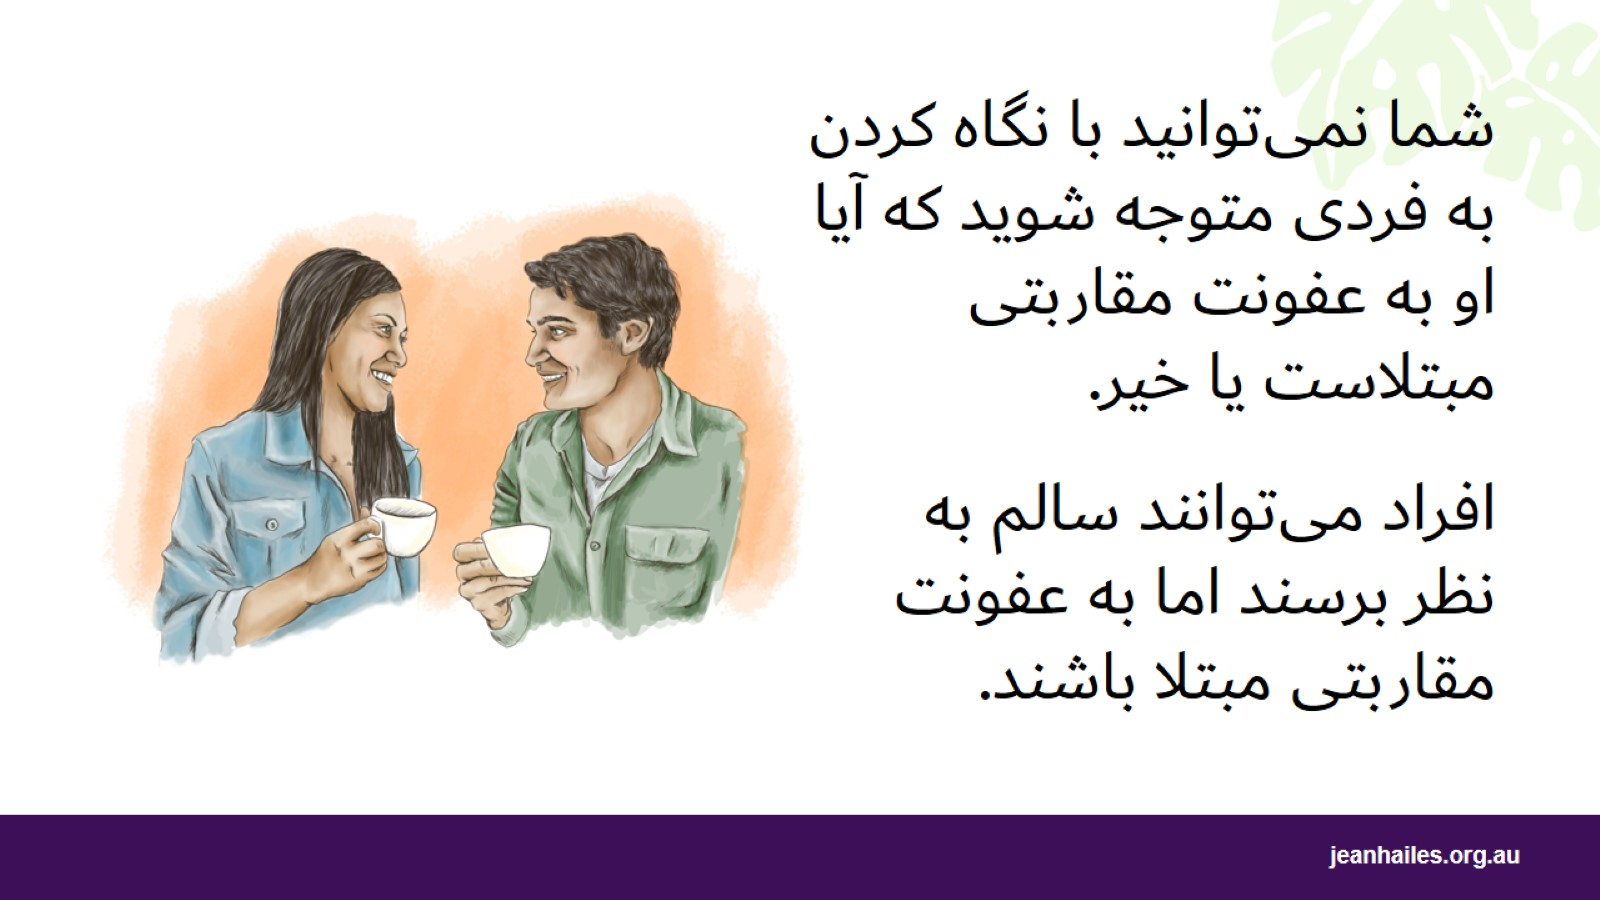 شما نمی‌توانید با نگاه کردن
به فردی متوجه شوید که آیا
او به عفونت مقاربتی
مبتلاست یا خیر.
افراد می‌توانند سالم به
نظر برسند اما به عفونت
مقاربتی مبتلا باشند.
jeanhailes.org.au